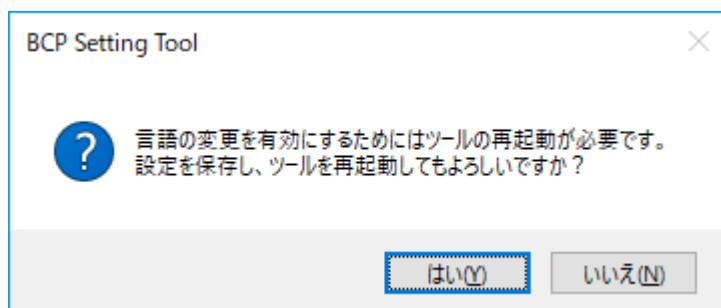 BCP Setting Tool
言語の変更を有効にするためにはツールの再起動が必要です。
設定を保存し、ツールを再起動してもよろしいですか？
はい(Y) いいえ(N)